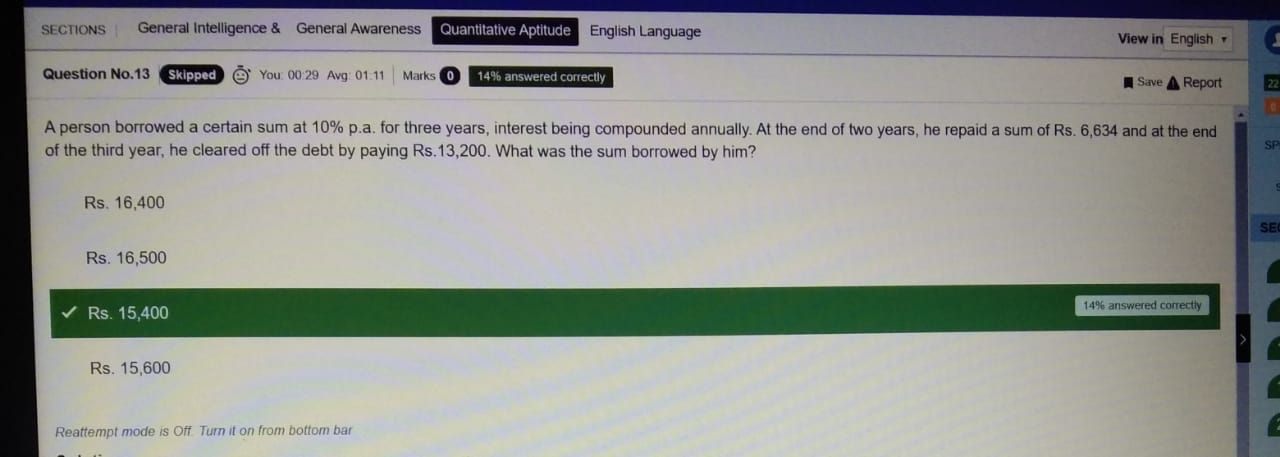 SECTIONS | General Intelligence & General Awareness Quantitative Aptitude English Language View in English
Question No.13 Skipped You: 00:29 Avg: 01:11 Marks 0 14% answered correctly Save Report
22
0
A person borrowed a certain sum at 10% p.a. for three years, interest being compounded annually. At the end of two years, he repaid a sum of Rs. 6,634 and at the end
of the third year, he cleared off the debt by paying Rs.13,200. What was the sum borrowed by him?
SP
Rs. 16,400
SE
Rs. 16,500
Rs. 15,400 14% answered correctly
Rs. 15,600
Reattempt mode is Off. Turn it on from bottom bar